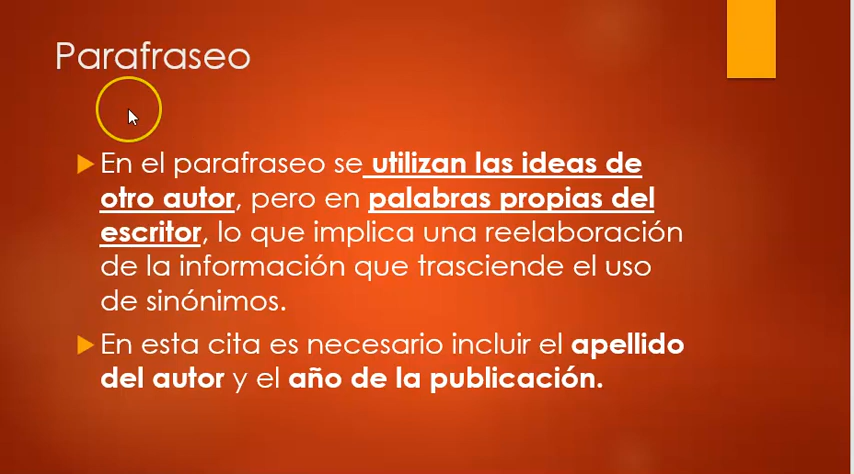 Parafraseo
En el parafraseo se utilizan las ideas de
otro autor, pero en palabras propias del
escritor, lo que implica una reelaboración
de la información que trasciende el uso
de sinónimos.
En esta cita es necesario incluir el apellido
del autor y el año de la publicación.